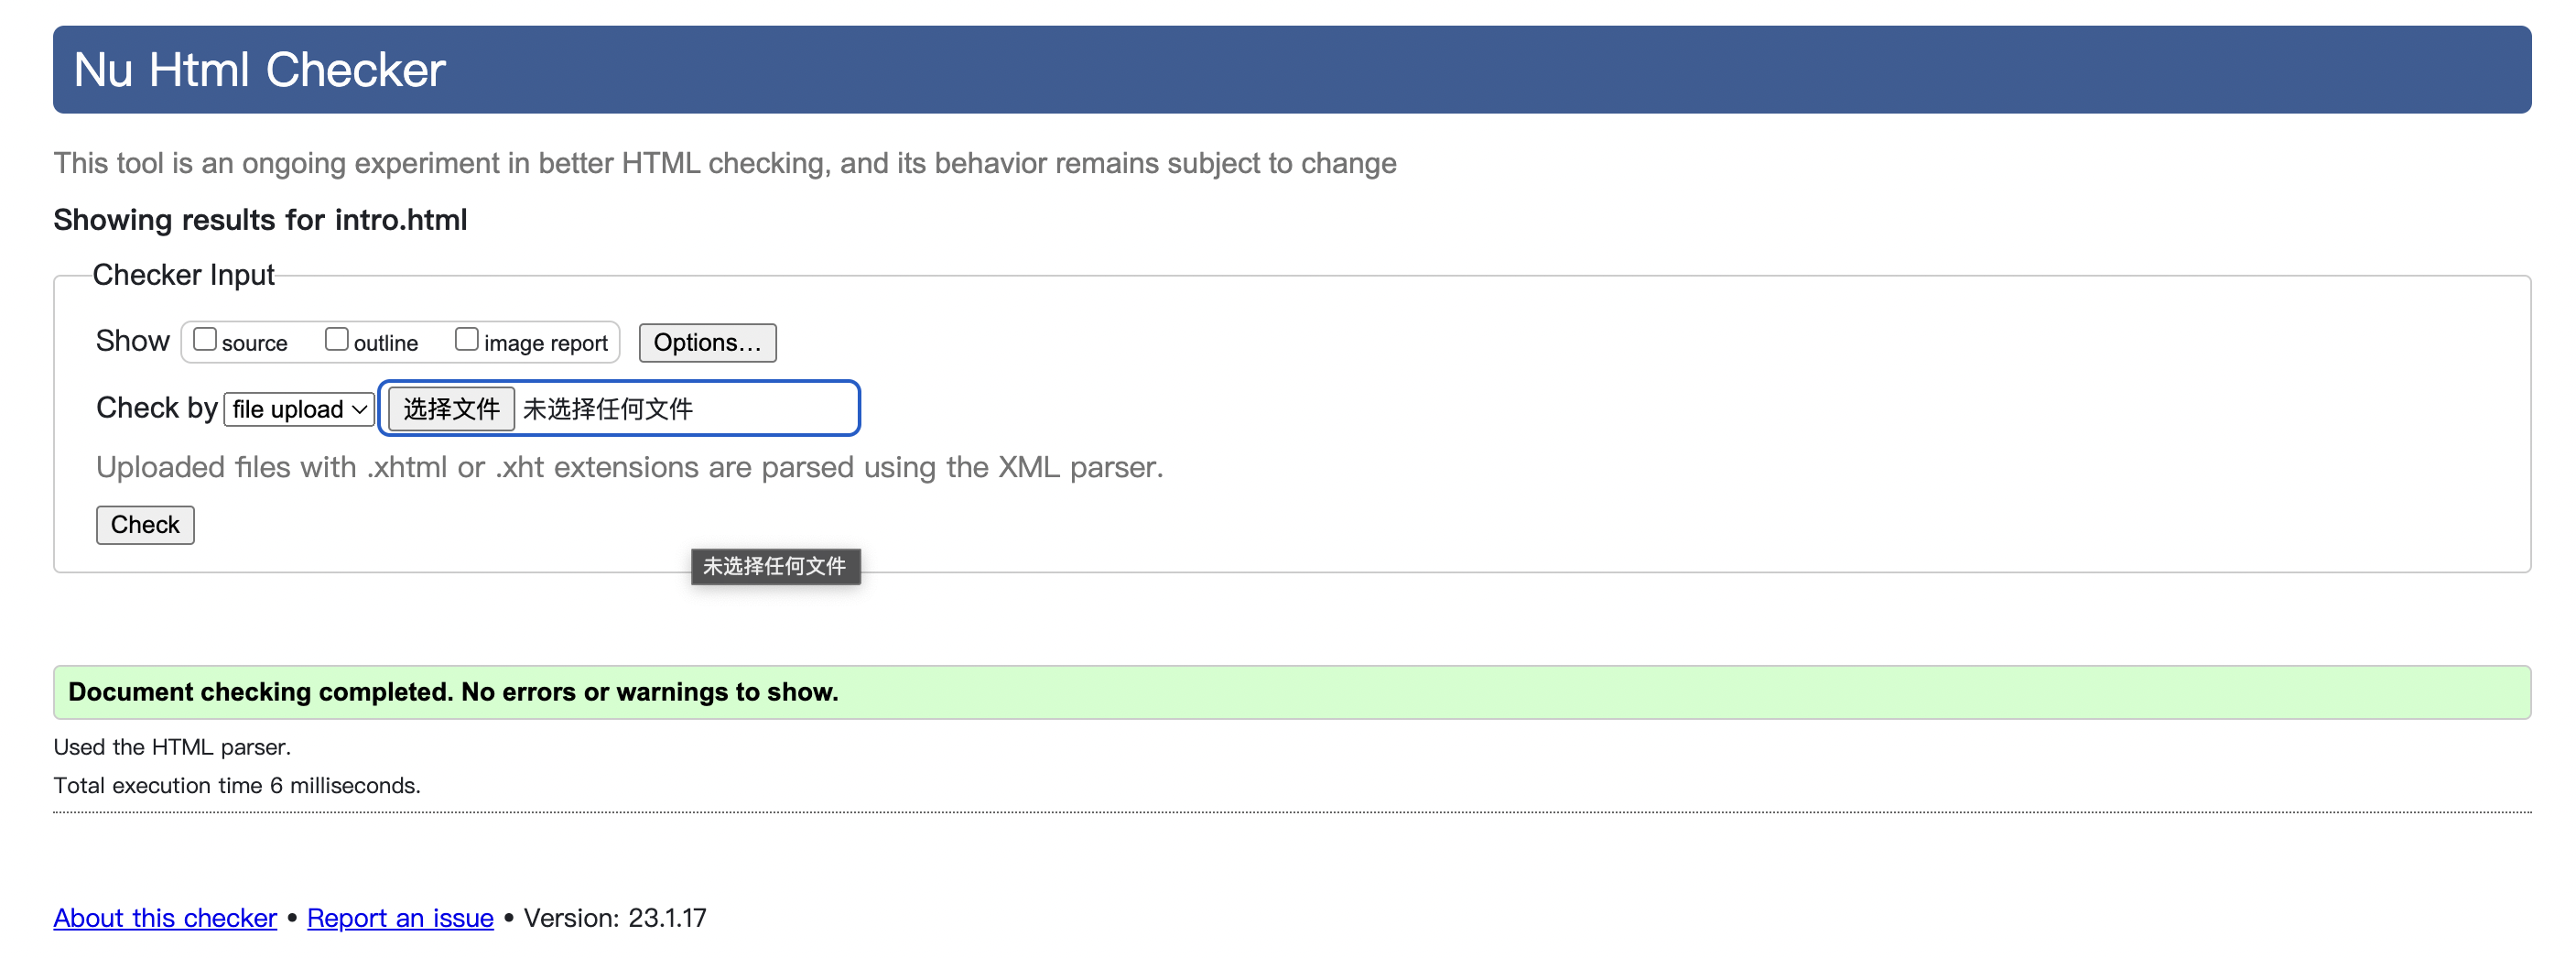 Nu Html Checker
This tool is an ongoing experiment in better HTML checking, and its behavior remains subject to change
Showing results for intro.html
Checker Input
Show source outline image report Options…
Check by file upload 选择文件 未选择任何文件
Uploaded files with .xhtml or .xht extensions are parsed using the XML parser.
Check
未选择任何文件
Document checking completed. No errors or warnings to show.
Used the HTML parser.
Total execution time 6 milliseconds.
About this checker • Report an issue • Version: 23.1.17